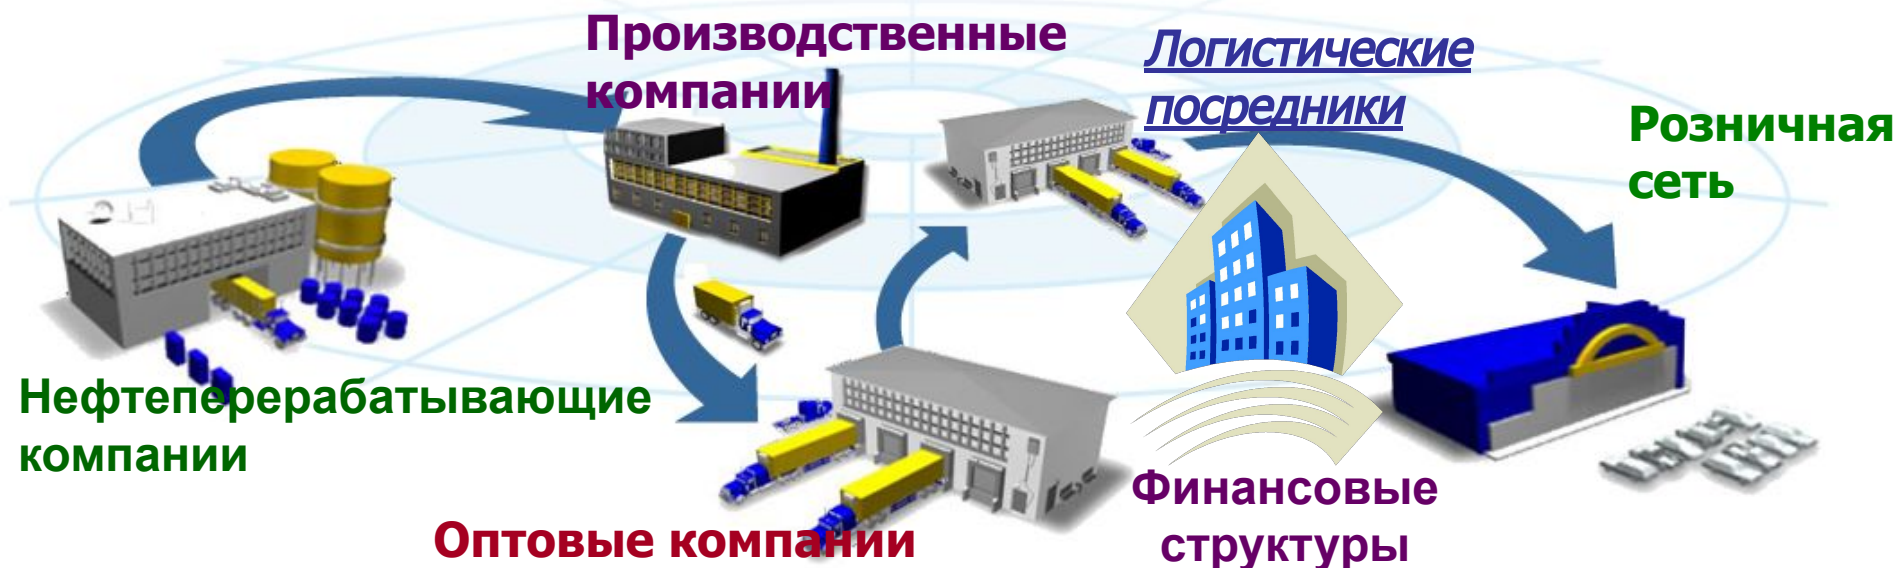 Производственные
компании
Логистические
посредники
Розничная
сеть
Нефтеперерабатывающие
компании
Оптовые компании
Финансовые
структуры